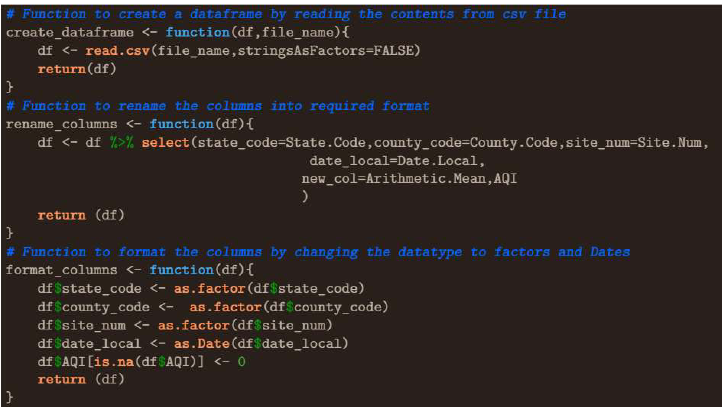 # Function to create a dataframe by reading the contents from csv file
create_dataframe <- function(df,file_name){
    df <- read.csv(file_name,stringsAsFactors=FALSE)
    return(df)
}
# Function to rename the columns into required format
rename_columns <- function(df){
    df <- df %>% select(state_code=State.Code,county_code=County.Code,site_num=Site.Num,
                                      date_local=Date.Local,
                                     new_col=Arithmetic.Mean,AQI
                                     )
    return (df)
}
# Function to format the columns by changing the datatype to factors and Dates
format_columns <- function(df){
    df$state_code <- as.factor(df$state_code)
    df$county_code <-  as.factor(df$county_code)
    df$site_num <- as.factor(df$site_num)
    df$date_local <- as.Date(df$date_local)
    df$AQI[is.na(df$AQI)] <- 0
    return (df)
}